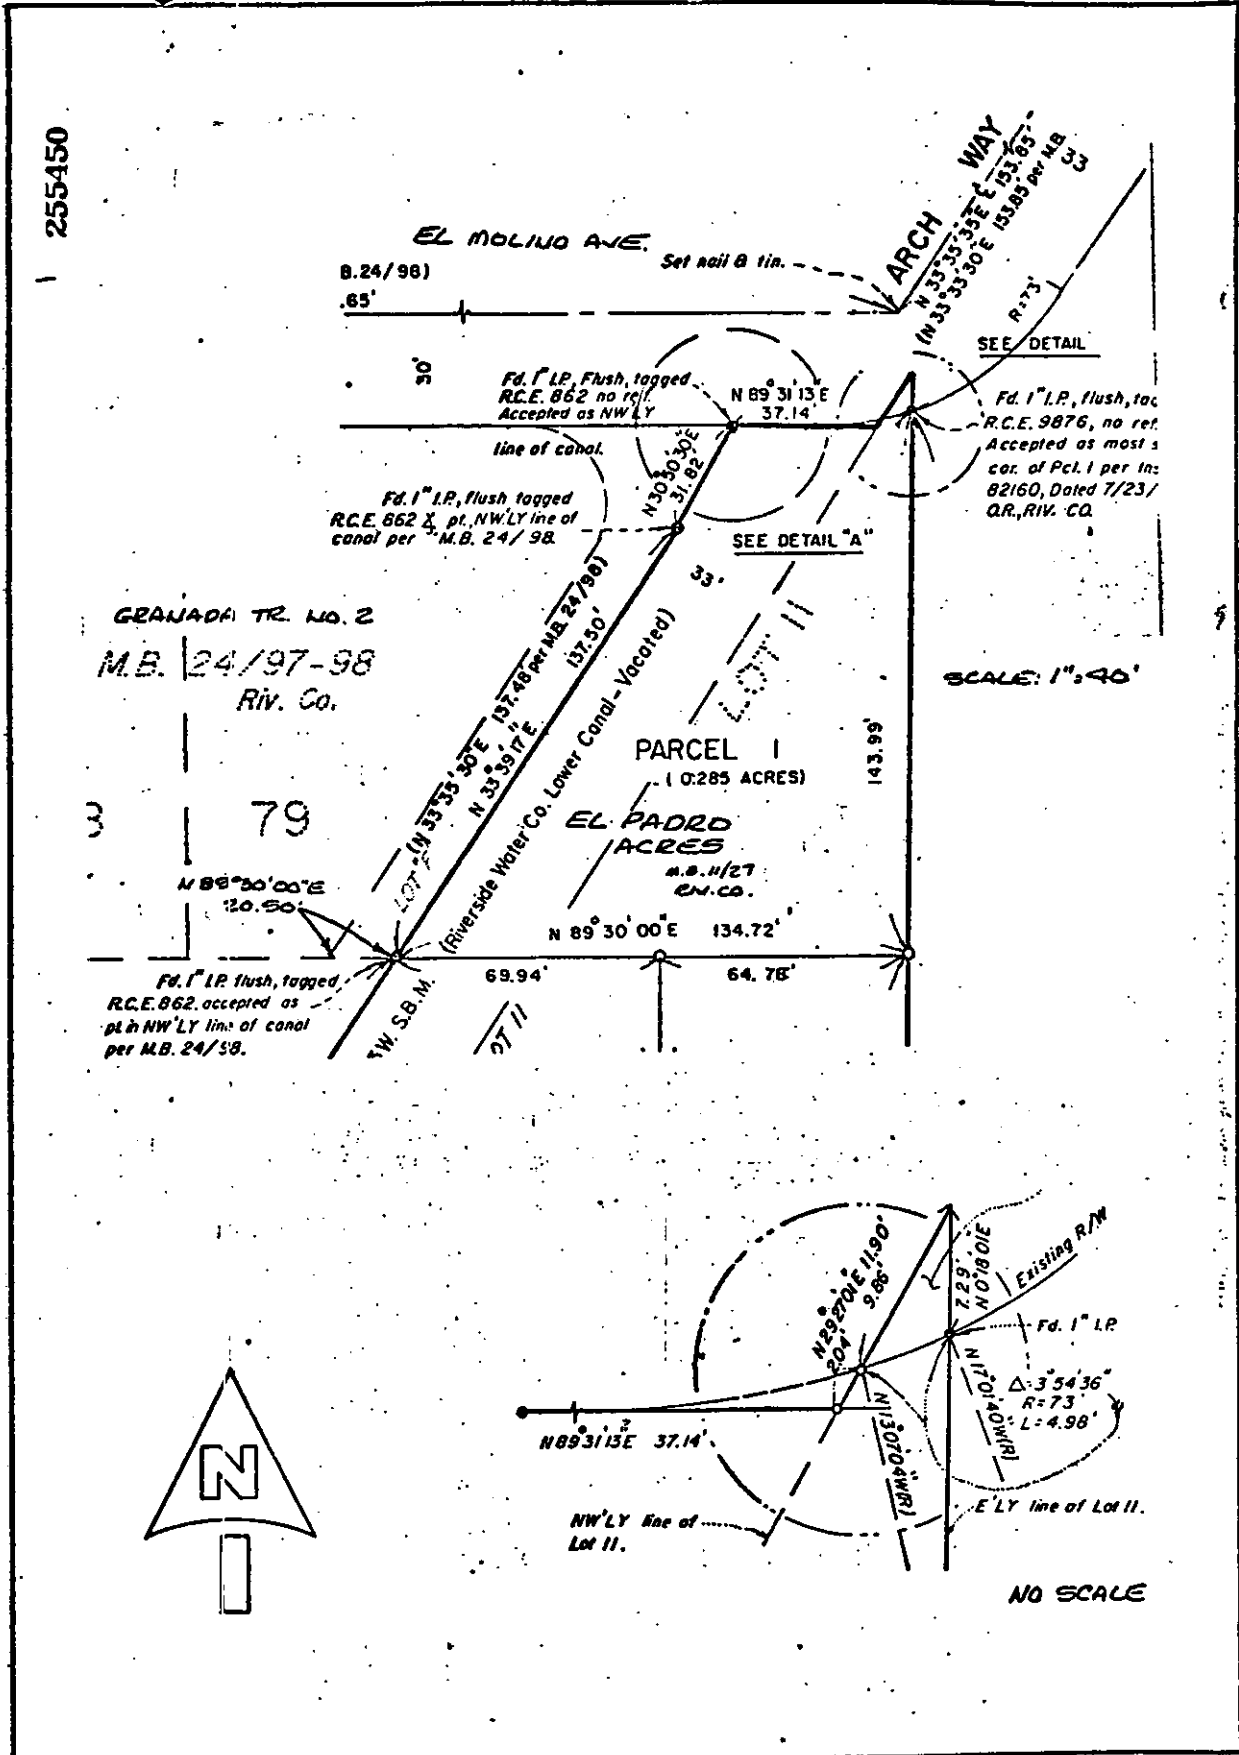 255450
EL MOLINO AVE.
B.24/98)
.65'
Set nail & tin.
ARCH WAY
N 33°35'35"E 153.85'
(N 33°33'30"E 153.85' per M.B.
33
R=73'
SEE DETAIL
30'
Fd. 1" I.P., Flush, tagged
R.C.E. 862 no ref.
Accepted as NW'LY
line of canal.
N 89°31'13"E
37.14'
Fd. 1" I.P., flush, tag
R.C.E. 9876, no ref.
Accepted as most s
cor. of Pcl. 1 per Ins
82160, Dated 7/23/
O.R., RIV. CO.
N30°30'30"E
31.82'
Fd. 1" I.P., flush tagged
R.C.E. 862 pt., NW'LY line of
canal per M.B. 24/98.
SEE DETAIL "A"
33'
GRANADA TR. NO. 2
M.B. 24/97-98
Riv. Co.
(N 33°35'30"E 137.48' per M.B. 24/98)
N 33°39'17"E 137.50'
(Riverside Water Co. Lower Canal - Vacated)
LOT 11
SCALE: 1"=40'
PARCEL 1
(0.285 ACRES)
143.99'
79
EL PADRO
ACRES
M.B. 11/27
RIV. CO.
N 89°30'00"E
20.50'
LOT "F"
N 89°30'00"E 134.72'
69.94'
64.78'
Fd. 1" I.P. flush, tagged
R.C.E. 862. accepted as
pt. in NW'LY line of canal
per M.B. 24/98.
W. S.B.M.
OT 11
N29°27'01"E 11.90'
9.86'
2.04'
7.29'
N0°18'01"E
Existing R/W
Fd. 1" I.P.
N17°01'40"W(R)
Δ=3°54'36"
R=73'
L=4.98'
N13°07'04"W(R)
N89°31'13"E 37.14'
NW'LY line of
Lot 11.
E'LY line of Lot 11.
N
NO SCALE